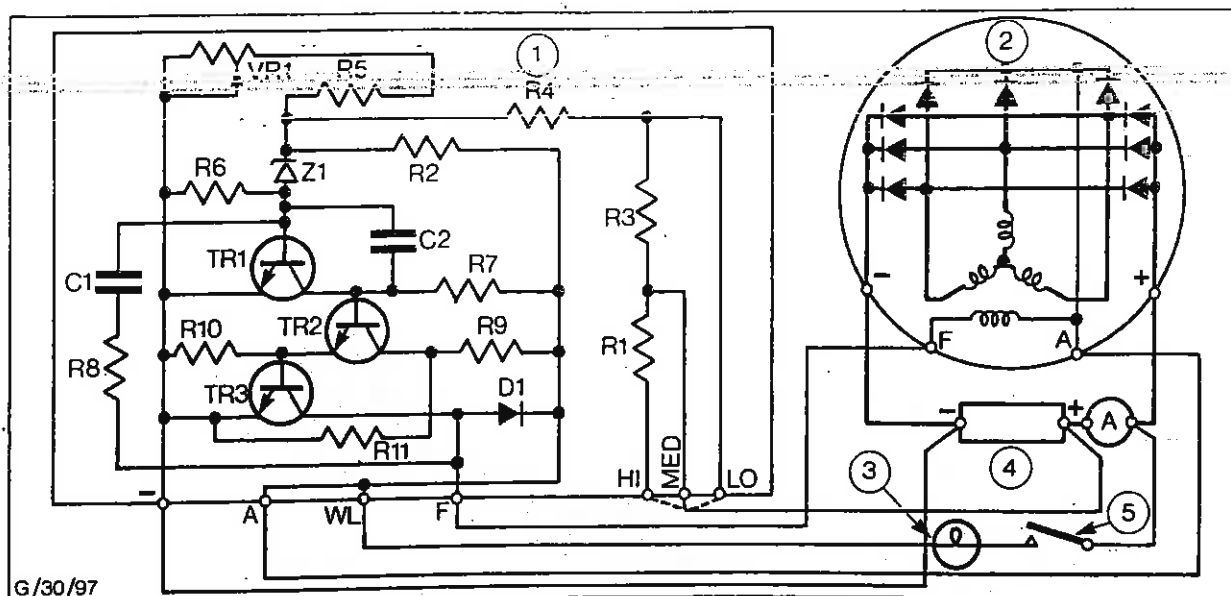 1
2
VR1
R5
R4
R6
Z1
R2
R3
C1
TR1
C2
R7
TR2
R10
R9
R1
R8
TR3
D1
R11
HI
MED
LO
-
A
WL
F
-
+
F
A
-
+
A
3
4
5
G/30/97